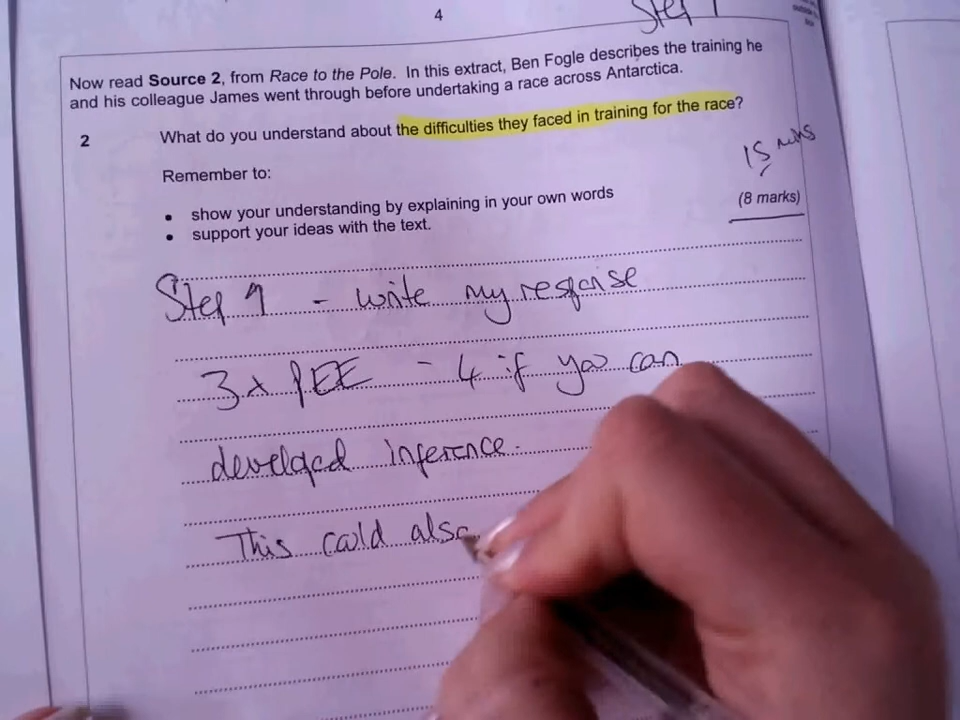 4
Step 1
Now read Source 2, from Race to the Pole. In this extract, Ben Fogle describes the training he
and his colleague James went through before undertaking a race across Antarctica.
2 What do you understand about the difficulties they faced in training for the race?
15 mins
Remember to:
(8 marks)
• show your understanding by explaining in your own words
• support your ideas with the text.
Step 9 - write my response
3x PEE - 4 if you can
developed inference.
This could also